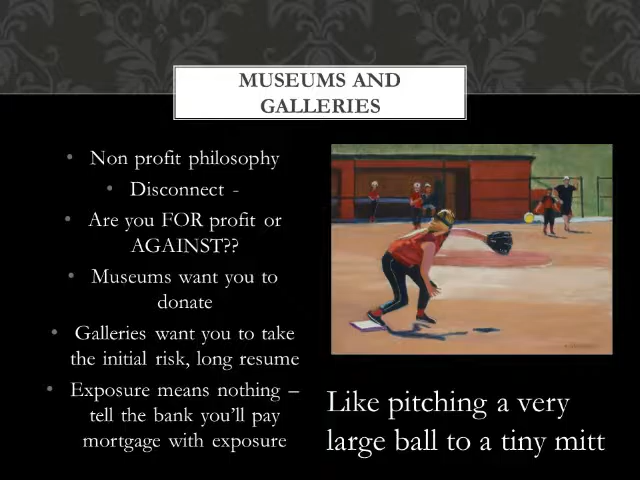 MUSEUMS AND
GALLERIES
• Non profit philosophy
• Disconnect -
• Are you FOR profit or
AGAINST??
• Museums want you to
donate
• Galleries want you to take
the initial risk, long resume
• Exposure means nothing –
tell the bank you’ll pay
mortgage with exposure
Like pitching a very
large ball to a tiny mitt